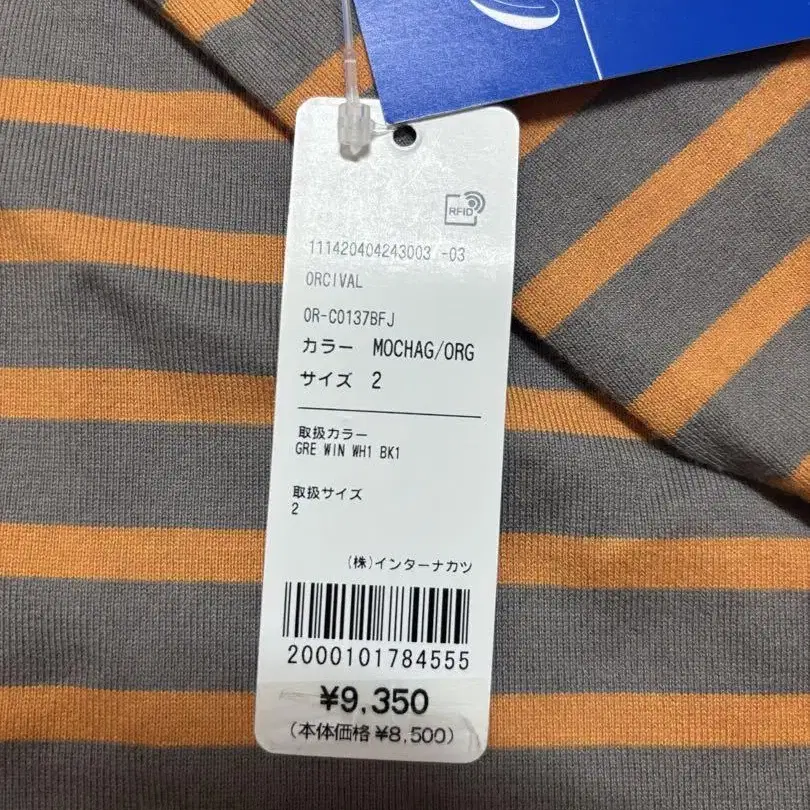 RFID
111420404243003 -03
ORCIVAL
OR-C0137BFJ
カラー MOCHAG/ORG
サイズ 2
取扱カラー
GRE WIN WH1 BK1
取扱サイズ
2
(株)インターナカツ
2000101784555
¥9,350
(本体価格 ¥8,500)